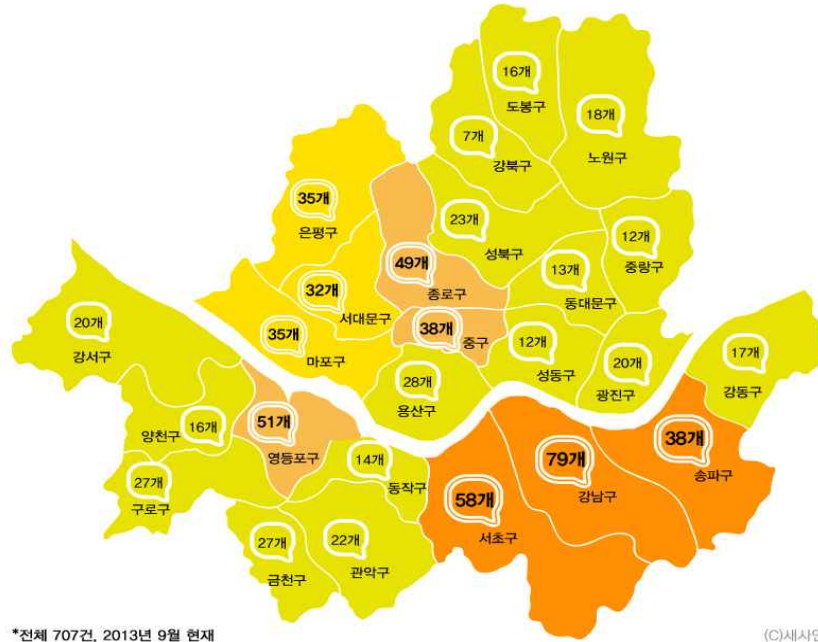 16개
도봉구
18개
노원구
7개
강북구
35개
은평구
23개
성북구
12개
중랑구
49개
종로구
13개
동대문구
32개
서대문구
35개
마포구
38개
중구
12개
성동구
20개
광진구
17개
강동구
20개
강서구
28개
용산구
16개
양천구
51개
영등포구
14개
동작구
27개
구로구
38개
송파구
79개
강남구
58개
서초구
27개
금천구
22개
관악구
*전체 707건, 2013년 9월 현재
(C)새사연